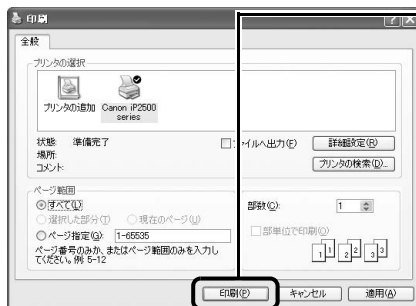 印刷
全般
プリンタの選択
プリンタの追加
Canon iP2500
series
状態: 準備完了
場所:
コメント:
ファイルへ出力(F)
詳細設定(R)
プリンタの検索(D)...
ページ範囲
すべて(L)
選択した部分(T) 現在のページ(U)
ページ指定(G): 1-65535
ページ番号のみか、またはページ範囲のみを入力し
てください。例: 5-12
部数(C): 1
部単位で印刷(O)
1 1 2 2 3 3
印刷(P) キャンセル 適用(A)